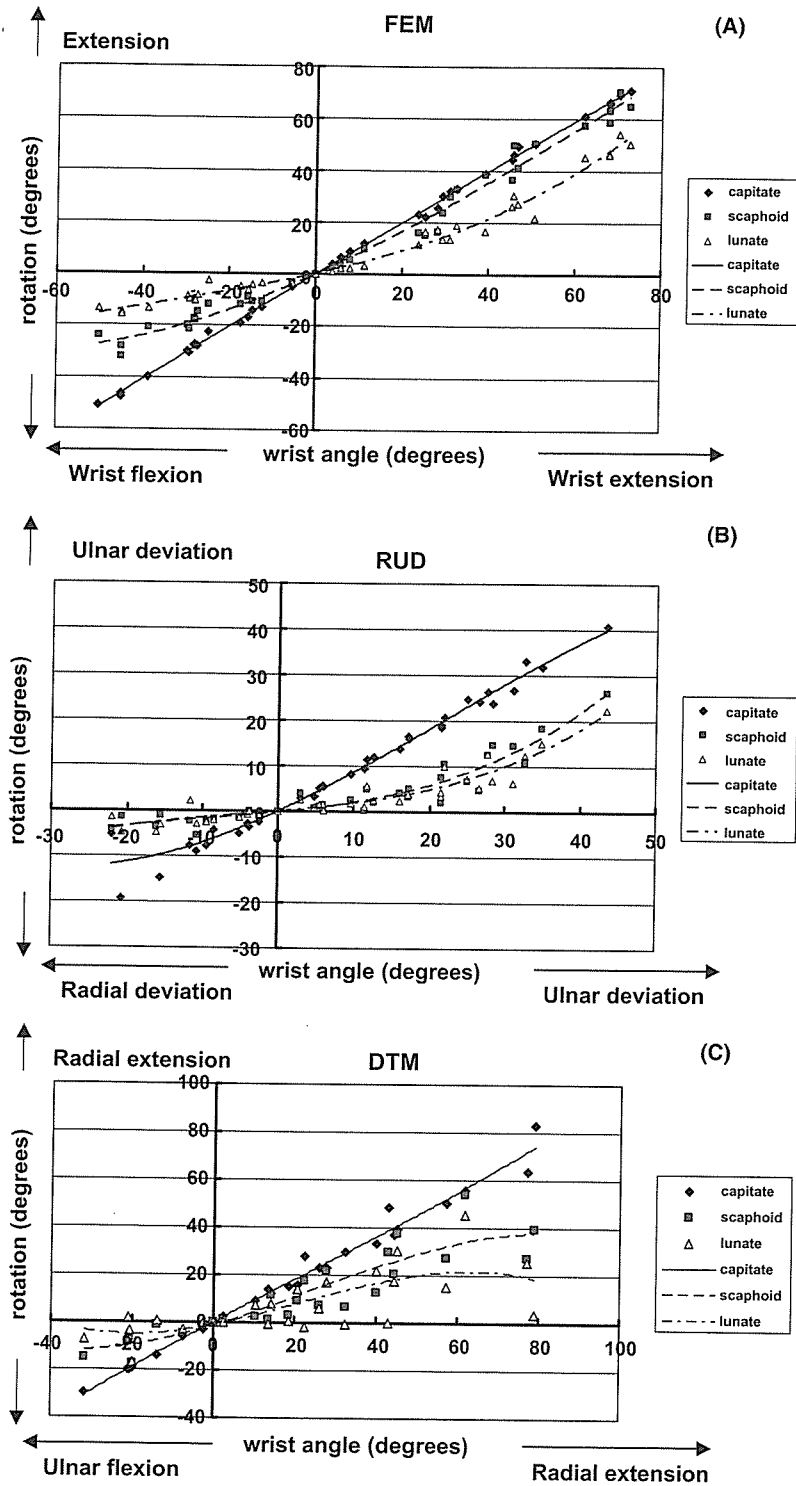 FEM
(A)
Extension
80
60
40
20
-60 -40 -20 0 20 40 60 80
-20
-40
-60
rotation (degrees)
wrist angle (degrees)
Wrist flexion
Wrist extension
capitate
scaphoid
lunate
capitate
scaphoid
lunate
(B)
Ulnar deviation
RUD
50
40
30
20
10
0
-30 -20 -10 0 10 20 30 40 50
-10
-20
-30
rotation (degrees)
wrist angle (degrees)
Radial deviation
Ulnar deviation
capitate
scaphoid
lunate
capitate
scaphoid
lunate
(C)
Radial extension
DTM
100
80
60
40
20
0
-40 -20 0 20 40 60 80 100
-20
-40
rotation (degrees)
wrist angle (degrees)
Ulnar flexion
Radial extension
capitate
scaphoid
lunate
capitate
scaphoid
lunate